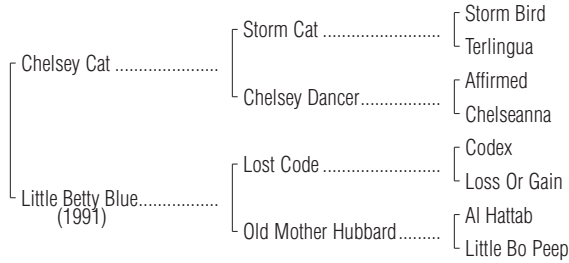 Storm Bird
Storm Cat ........................
Terlingua
Chelsey Cat .....................
Affirmed
Chelsey Dancer................
Chelseanna
Codex
Lost Code ........................
Loss Or Gain
Little Betty Blue................
(1991)
Al Hattab
Old Mother Hubbard........
Little Bo Peep